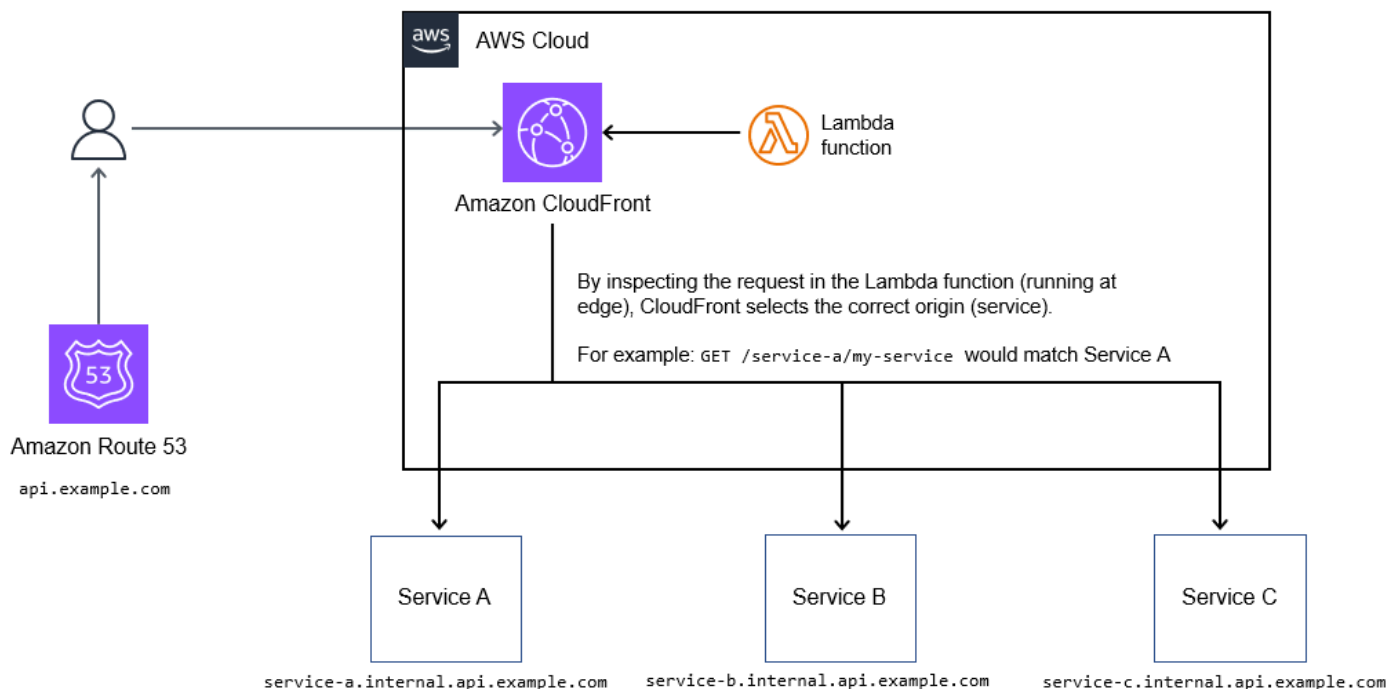 aws
AWS Cloud
Lambda
function
Amazon CloudFront
By inspecting the request in the Lambda function (running at
edge), CloudFront selects the correct origin (service).
For example: GET /service-a/my-service would match Service A
53
Amazon Route 53
api.example.com
Service A
Service B
Service C
service-a.internal.api.example.com
service-b.internal.api.example.com
service-c.internal.api.example.com